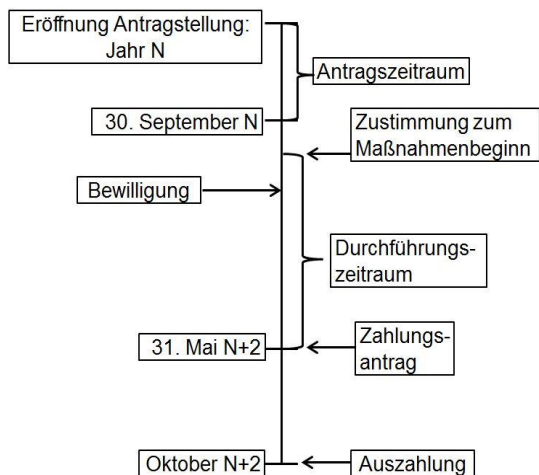 Eröffnung Antragstellung:
Jahr N
Antragszeitraum
30. September N
Zustimmung zum
Maßnahmenbeginn
Bewilligung
Durchführungs-
zeitraum
31. Mai N+2
Zahlungs-
antrag
Oktober N+2
Auszahlung